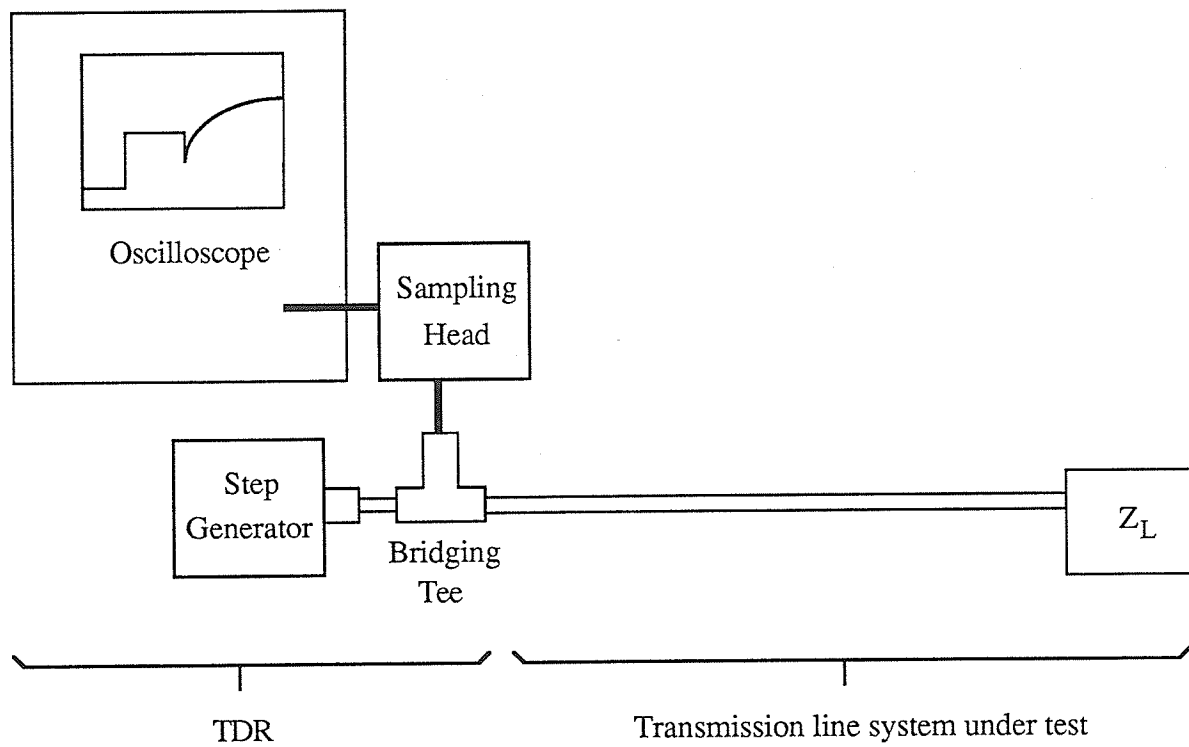 Oscilloscope
Sampling
Head
Step
Generator
Bridging
Tee
Z_L
TDR
Transmission line system under test